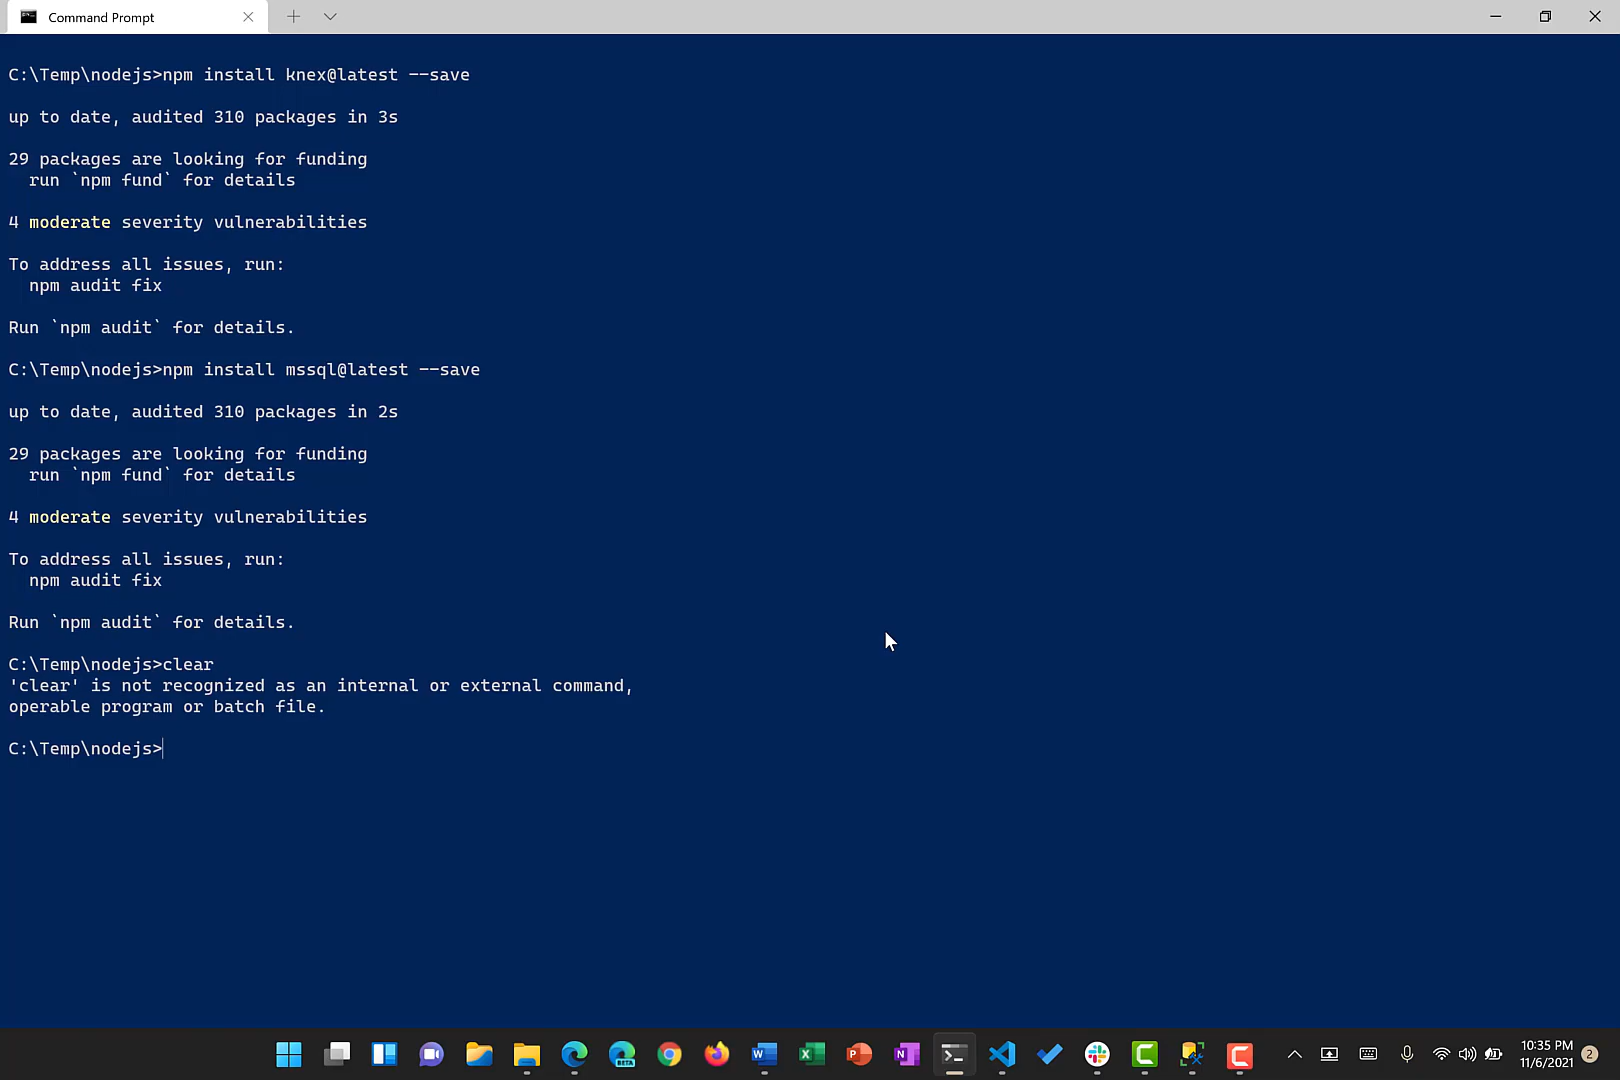 Command Prompt
C:\Temp\nodejs>npm install knex@latest --save
up to date, audited 310 packages in 3s
29 packages are looking for funding
run `npm fund` for details
4 moderate severity vulnerabilities
To address all issues, run:
npm audit fix
Run `npm audit` for details.
C:\Temp\nodejs>npm install mssql@latest --save
up to date, audited 310 packages in 2s
29 packages are looking for funding
run `npm fund` for details
4 moderate severity vulnerabilities
To address all issues, run:
npm audit fix
Run `npm audit` for details.
C:\Temp\nodejs>clear
'clear' is not recognized as an internal or external command,
operable program or batch file.
C:\Temp\nodejs>
BETA
10:35 PM
11/6/2021
2